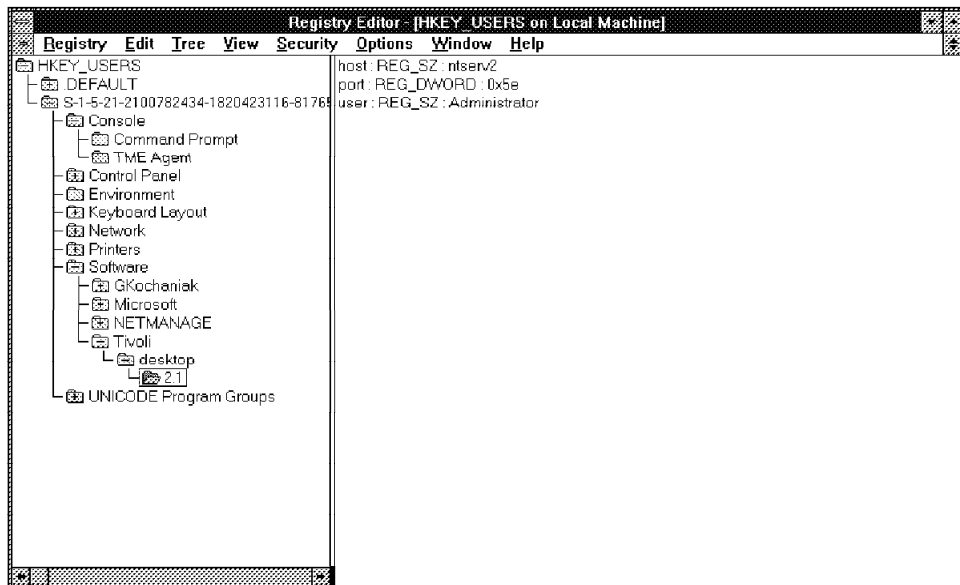 Registry Editor - [HKEY_USERS on Local Machine]
Registry Edit Tree View Security Options Window Help
HKEY_USERS
.DEFAULT
S-1-5-21-2100782434-1820423116-8176
Console
Command Prompt
TME Agent
Control Panel
Environment
Keyboard Layout
Network
Printers
Software
GKochaniak
Microsoft
NETMANAGE
Tivoli
desktop
2.1
UNICODE Program Groups
host : REG_SZ : ntserv2
port : REG_DWORD : 0x5e
user : REG_SZ : Administrator